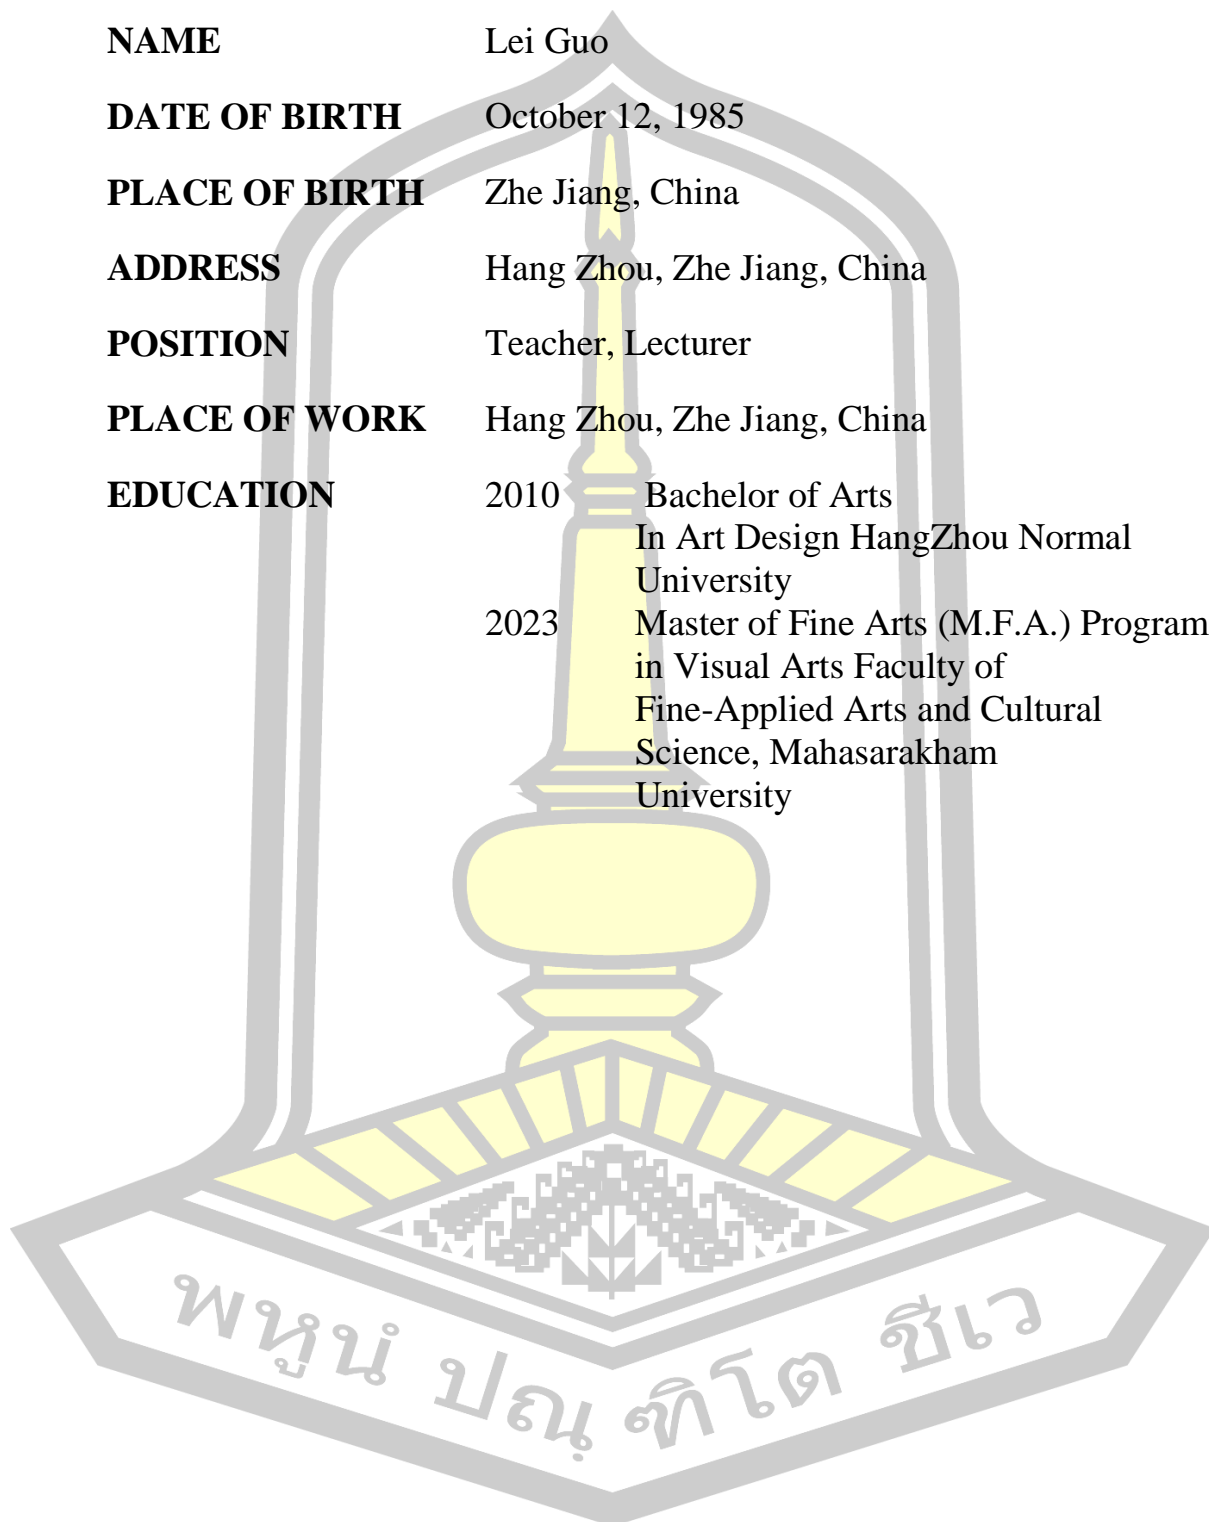 NAME Lei Guo
DATE OF BIRTH October 12, 1985
PLACE OF BIRTH Zhe Jiang, China
ADDRESS Hang Zhou, Zhe Jiang, China
POSITION Teacher, Lecturer
PLACE OF WORK Hang Zhou, Zhe Jiang, China
EDUCATION 2010 Bachelor of Arts
In Art Design HangZhou Normal
University
2023 Master of Fine Arts (M.F.A.) Program
in Visual Arts Faculty of
Fine-Applied Arts and Cultural
Science, Mahasarakham
University
พหูนํ ปณฺ ฑิโต ชีเว